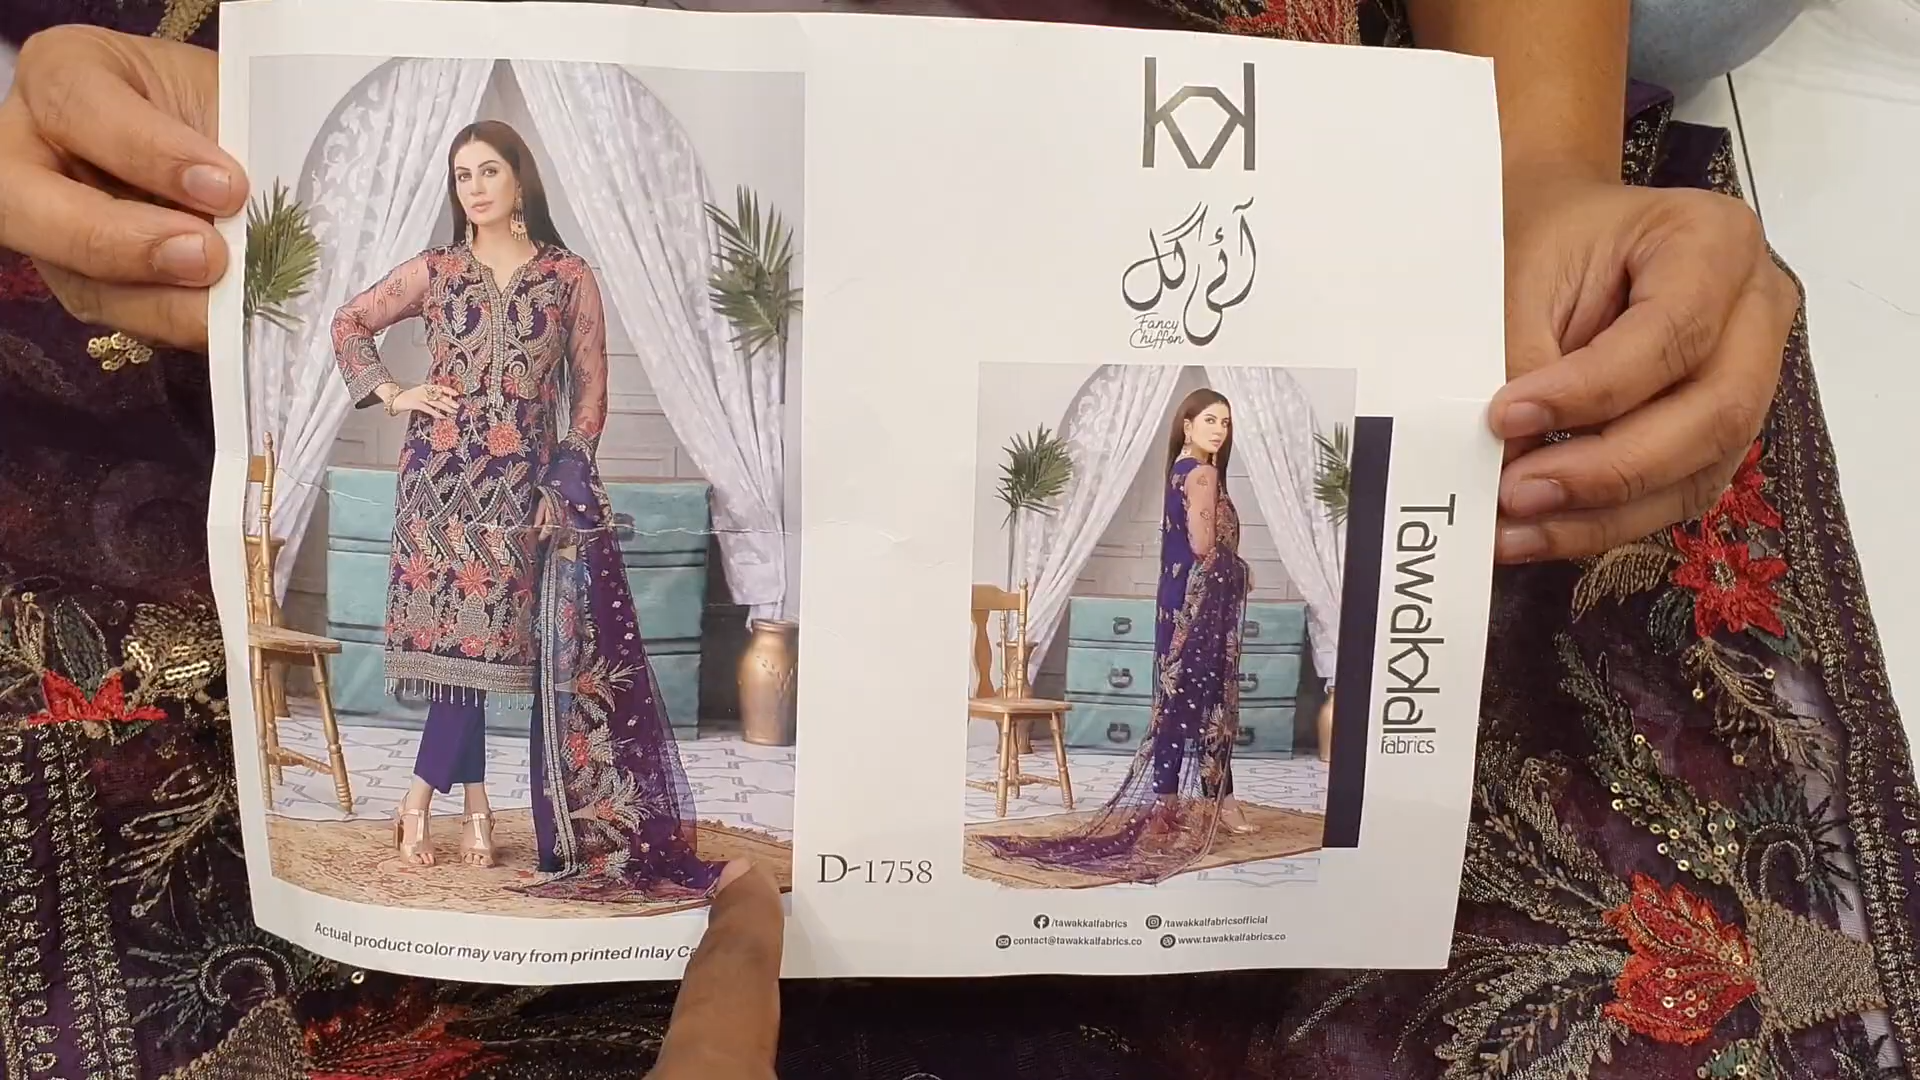 آئی گل
Fancy
Chiffon
Tawakkal
fabrics
D-1758
Actual product color may vary from printed Inlay
/tawakkalfabrics
/tawakkalfabricsofficial
contact@tawakkalfabrics.co
www.tawakkalfabrics.co